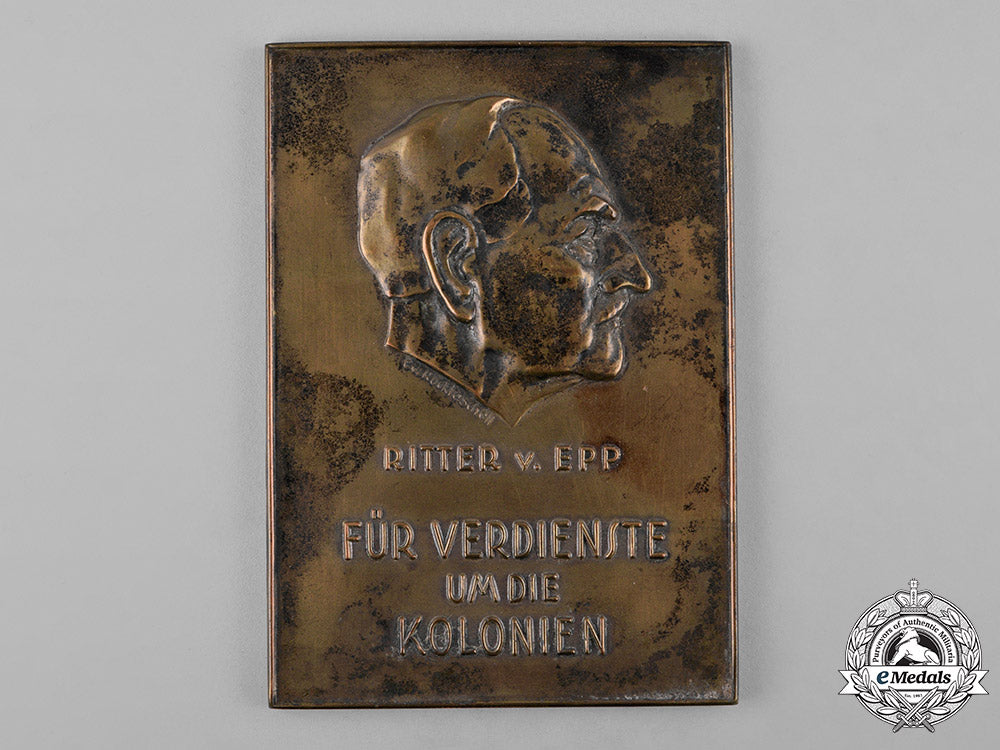 RITTER v. EPP
FÜR VERDIENSTE
UM DIE
KOLONIEN
Purveyors of Authentic Militaria
eMedals